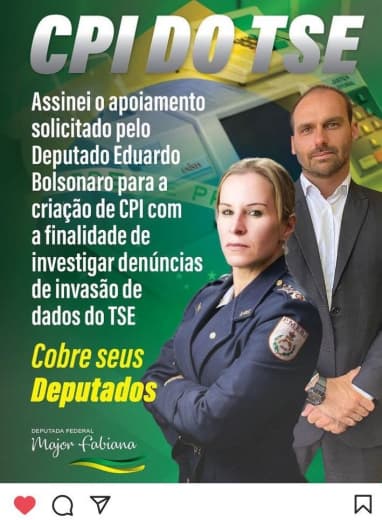 CPI DO TSE
Assinei o apoiamento
solicitado pelo
Deputado Eduardo
Bolsonaro para a
criação de CPI com
a finalidade de
investigar denúncias
de invasão de
dados do TSE
Cobre seus
Deputados
DEPUTADA FEDERAL
Major Fabiana